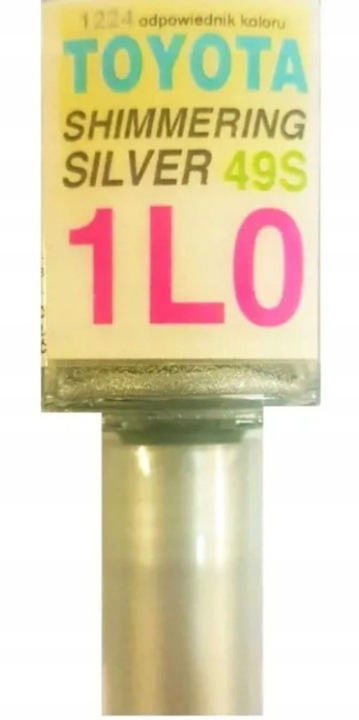 1224 odpowiednik koloru
TOYOTA
SHIMMERING
SILVER 49S
1L0